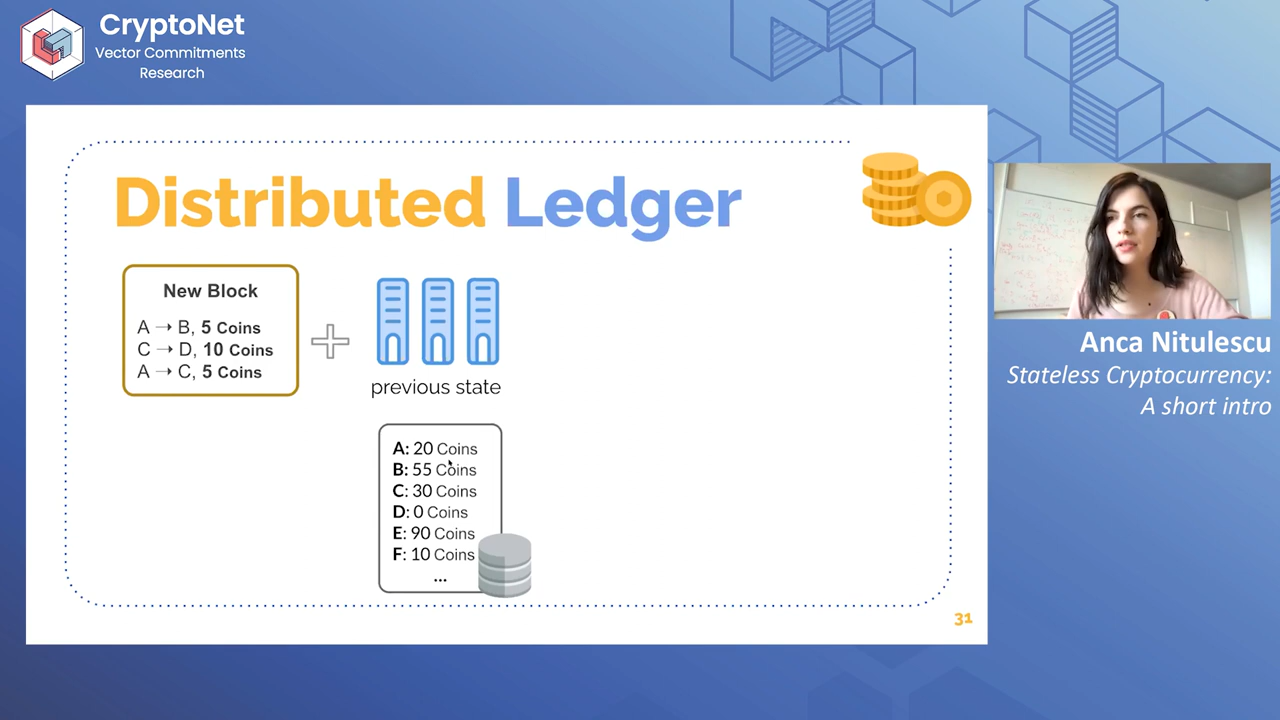 CryptoNet
Vector Commitments
Research
Distributed Ledger
New Block
A → B, 5 Coins
C → D, 10 Coins
A → C, 5 Coins
previous state
A: 20 Coins
B: 55 Coins
C: 30 Coins
D: 0 Coins
E: 90 Coins
F: 10 Coins
...
31
Anca Nitulescu
Stateless Cryptocurrency:
A short intro